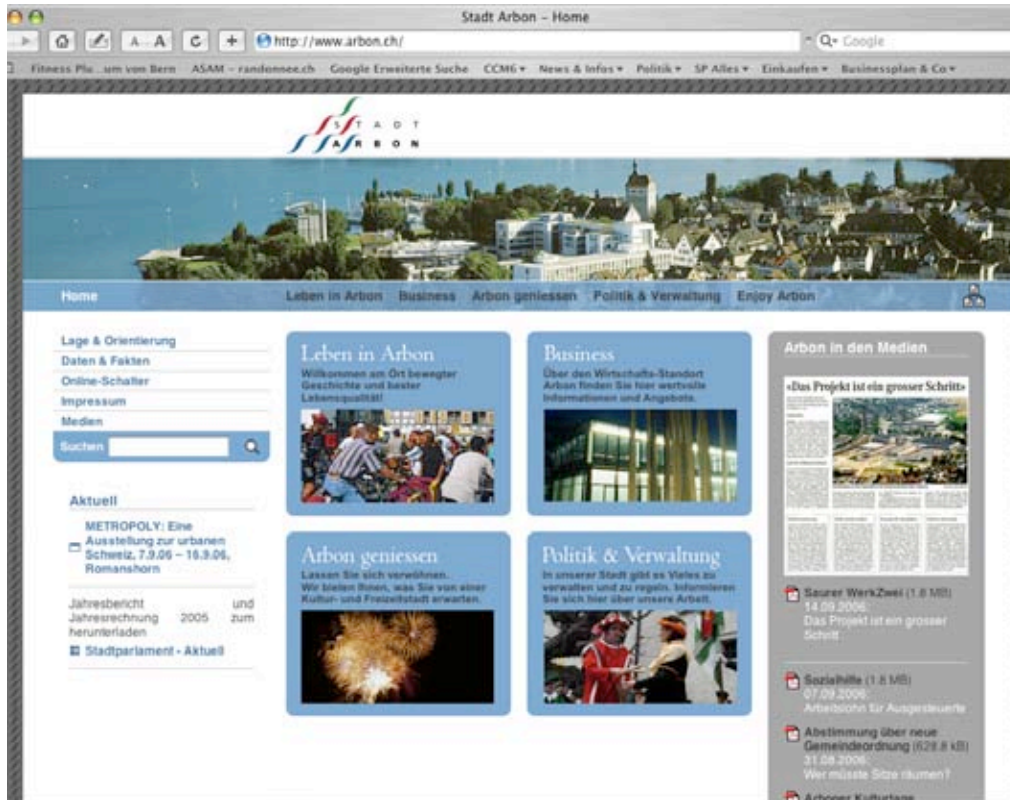 Stadt Arbon – Home
A A
http://www.arbon.ch/
Google
Fitness Plu...um von Bern ASAM – randonnee.ch Google Erweiterte Suche CCM6 News & Infos Politik SP Alles Einkaufen Businessplan & Co
STADT
ARBON
Home Leben in Arbon Business Arbon geniessen Politik & Verwaltung Enjoy Arbon
Lage & Orientierung
Daten & Fakten
Online-Schalter
Impressum
Medien
Suchen
Aktuell
METROPOLY: Eine
Ausstellung zur urbanen
Schweiz, 7.9.06 – 16.9.06,
Romanshorn
Jahresbericht und
Jahresrechnung 2005 zum
herunterladen
Stadtparlament - Aktuell
Leben in Arbon
Willkommen am Ort bewegter
Geschichte und bester
Lebensqualität!
Business
Über den Wirtschafts-Standort
Arbon finden Sie hier wertvolle
Informationen und Angebote.
Arbon geniessen
Lassen Sie sich verwöhnen.
Wir bieten Ihnen, was Sie von einer
Kultur- und Freizeitstadt erwarten.
Politik & Verwaltung
In unserer Stadt gibt es Vieles zu
verwalten und zu regeln. Informieren
Sie sich hier über unsere Arbeit.
Arbon in den Medien
«Das Projekt ist ein grosser Schritt»
Saurer WerkZwei (1.6 MB)
14.09.2006:
Das Projekt ist ein grosser
Schritt
Sozialhilfe (1.8 MB)
07.09.2006:
Arbeitslohn für Ausgesteuerte
Abstimmung über neue
Gemeindeordnung (628.8 kB)
31.08.2006:
Wer müsste Sitze räumen?
Arboner Kulturtage